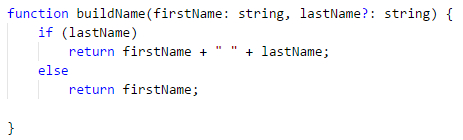 function buildName(firstName: string, lastName?: string) {
    if (lastName)
        return firstName + " " + lastName;
    else
        return firstName;

}